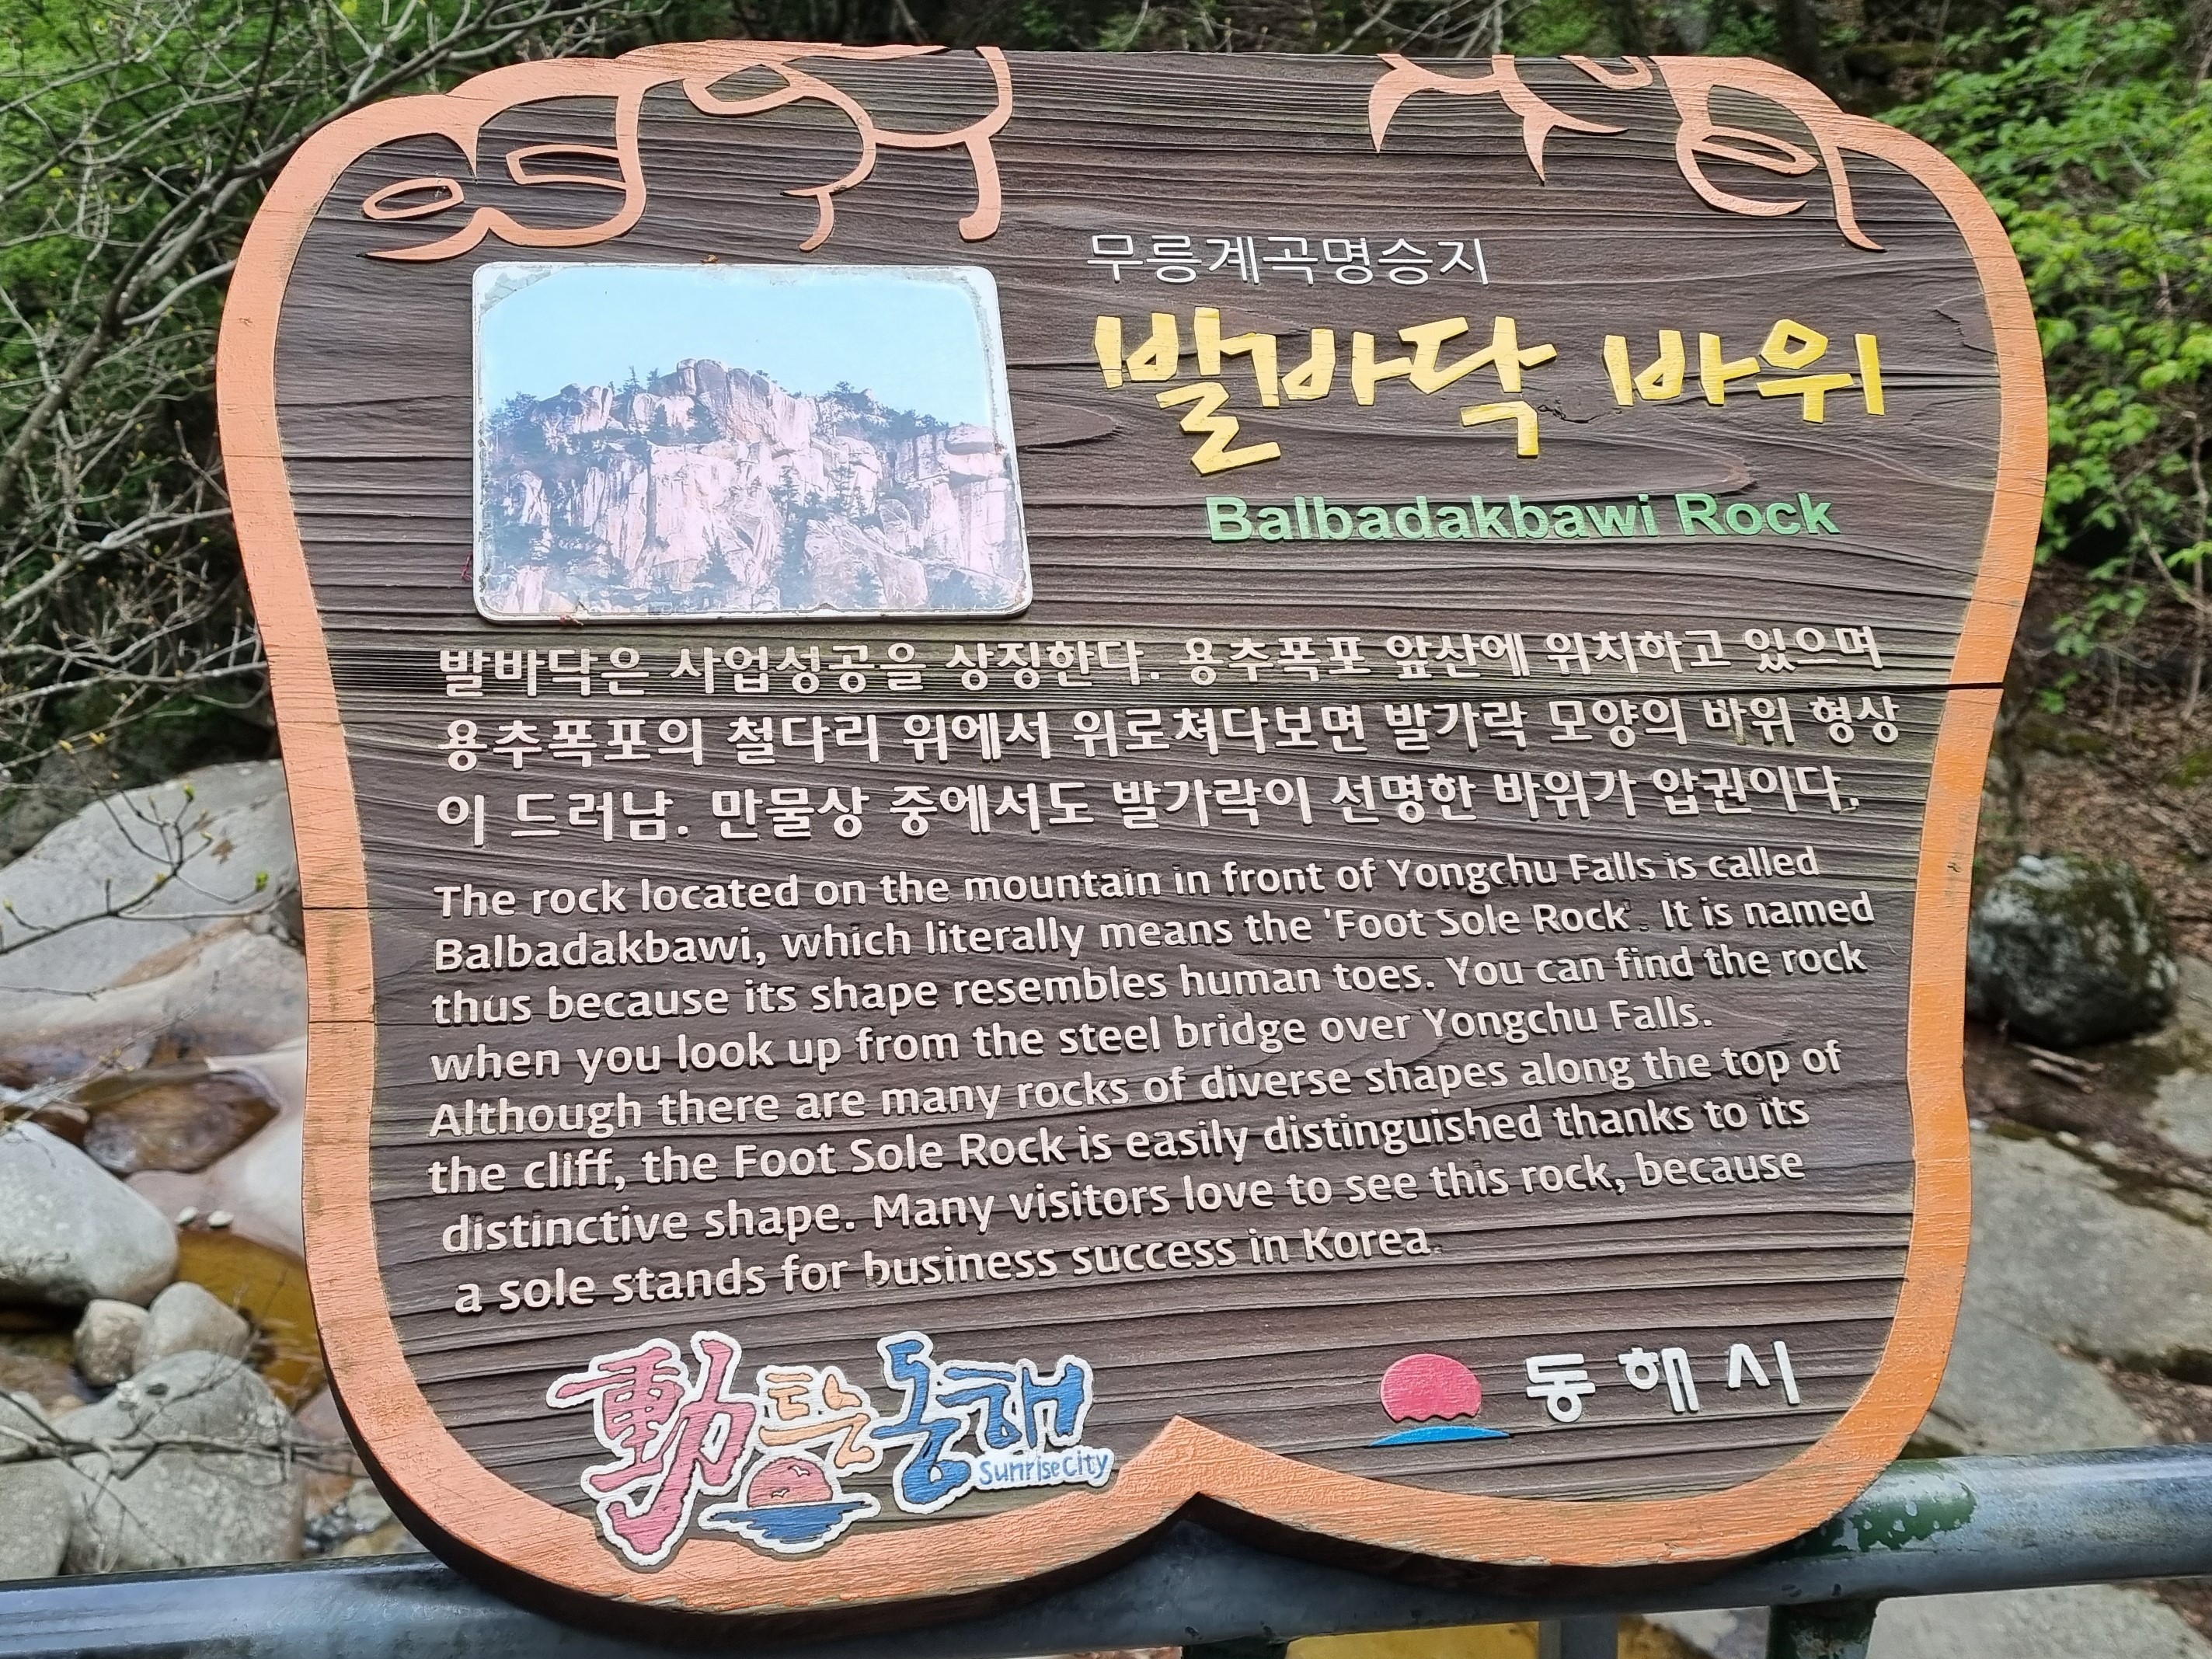 무릉계곡명승지
발바닥 바위
Balbadakbawi Rock
발바닥은 사업성공을 상징한다. 용추폭포 앞산에 위치하고 있으며
용추폭포의 철다리 위에서 위로쳐다보면 발가락 모양의 바위 형상
이 드러남. 만물상 중에서도 발가락이 선명한 바위가 압권이다.
The rock located on the mountain in front of Yongchu Falls is called
Balbadakbawi, which literally means the 'Foot Sole Rock'. It is named
thus because its shape resembles human toes. You can find the rock
when you look up from the steel bridge over Yongchu Falls.
Although there are many rocks of diverse shapes along the top of
the cliff, the Foot Sole Rock is easily distinguished thanks to its
distinctive shape. Many visitors love to see this rock, because
a sole stands for business success in Korea.
動트는동해
Sunrise City
동해시